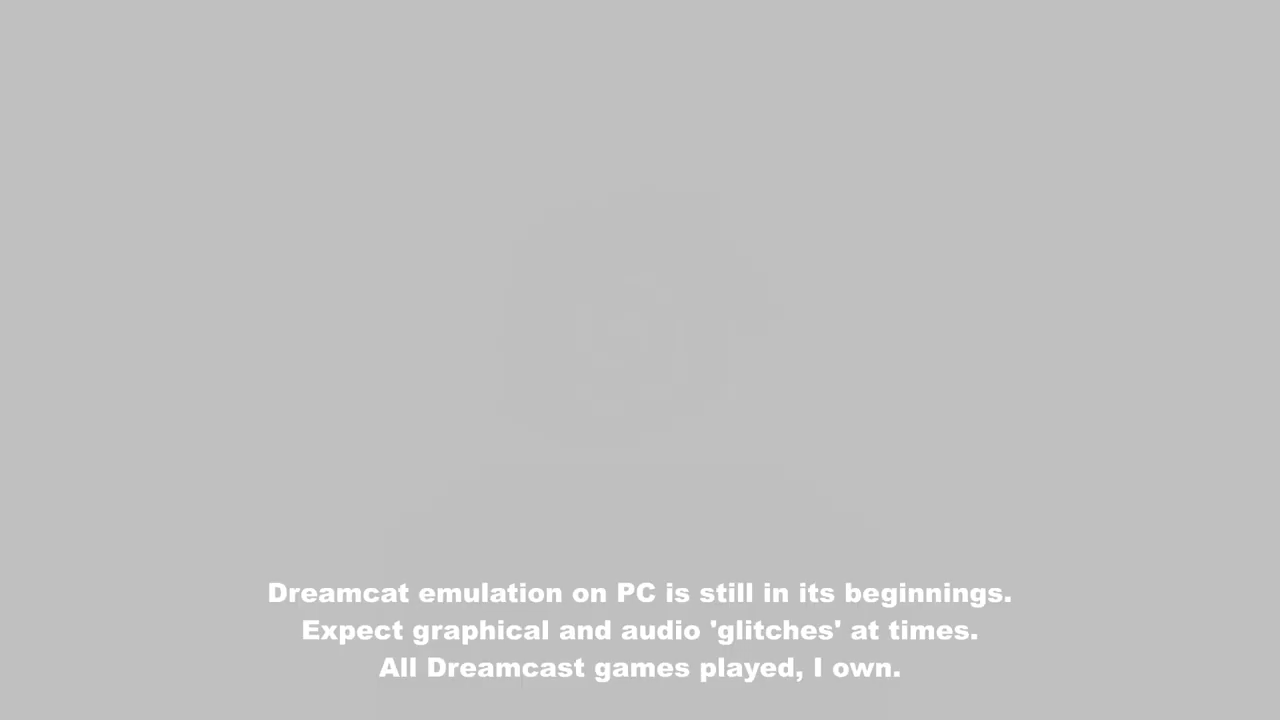 Dreamcat emulation on PC is still in its beginnings.
Expect graphical and audio 'glitches' at times.
All Dreamcast games played, I own.